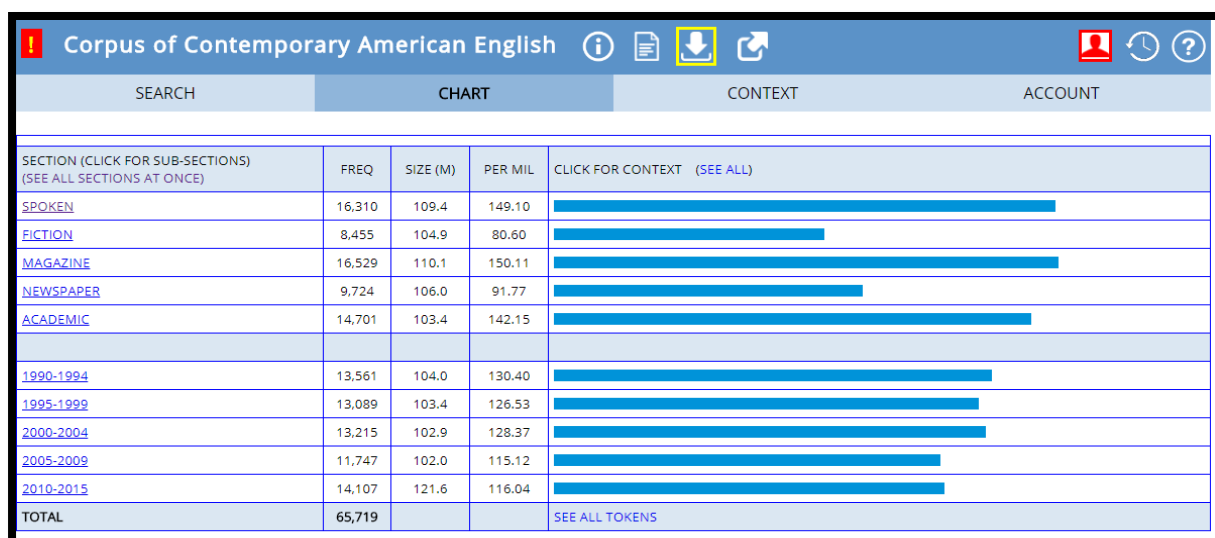 ! Corpus of Contemporary American English
SEARCH CHART CONTEXT ACCOUNT
SECTION (CLICK FOR SUB-SECTIONS)
(SEE ALL SECTIONS AT ONCE) FREQ SIZE (M) PER MIL CLICK FOR CONTEXT (SEE ALL)
SPOKEN 16,310 109.4 149.10
FICTION 8,455 104.9 80.60
MAGAZINE 16,529 110.1 150.11
NEWSPAPER 9,724 106.0 91.77
ACADEMIC 14,701 103.4 142.15
1990-1994 13,561 104.0 130.40
1995-1999 13,089 103.4 126.53
2000-2004 13,215 102.9 128.37
2005-2009 11,747 102.0 115.12
2010-2015 14,107 121.6 116.04
TOTAL 65,719 SEE ALL TOKENS